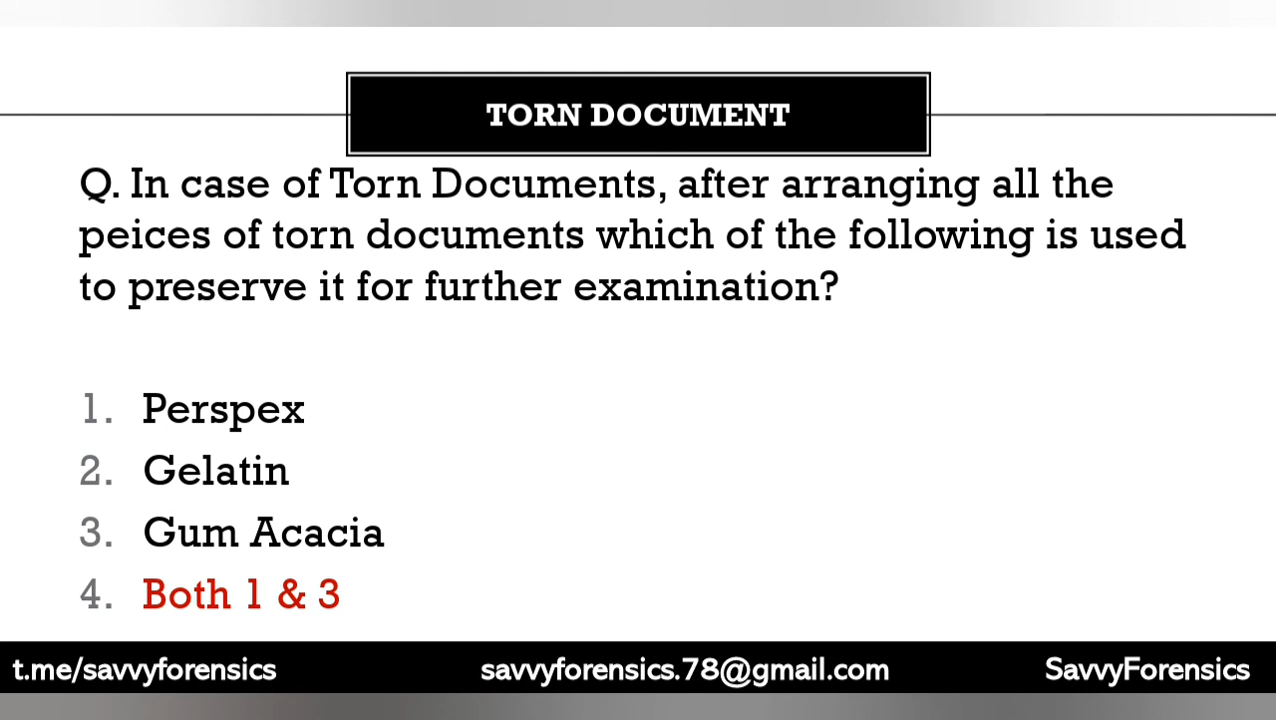 TORN DOCUMENT
Q. In case of Torn Documents, after arranging all the
peices of torn documents which of the following is used
to preserve it for further examination?
1. Perspex
2. Gelatin
3. Gum Acacia
4. Both 1 & 3
t.me/savvyforensics savvyforensics.78@gmail.com SavvyForensics